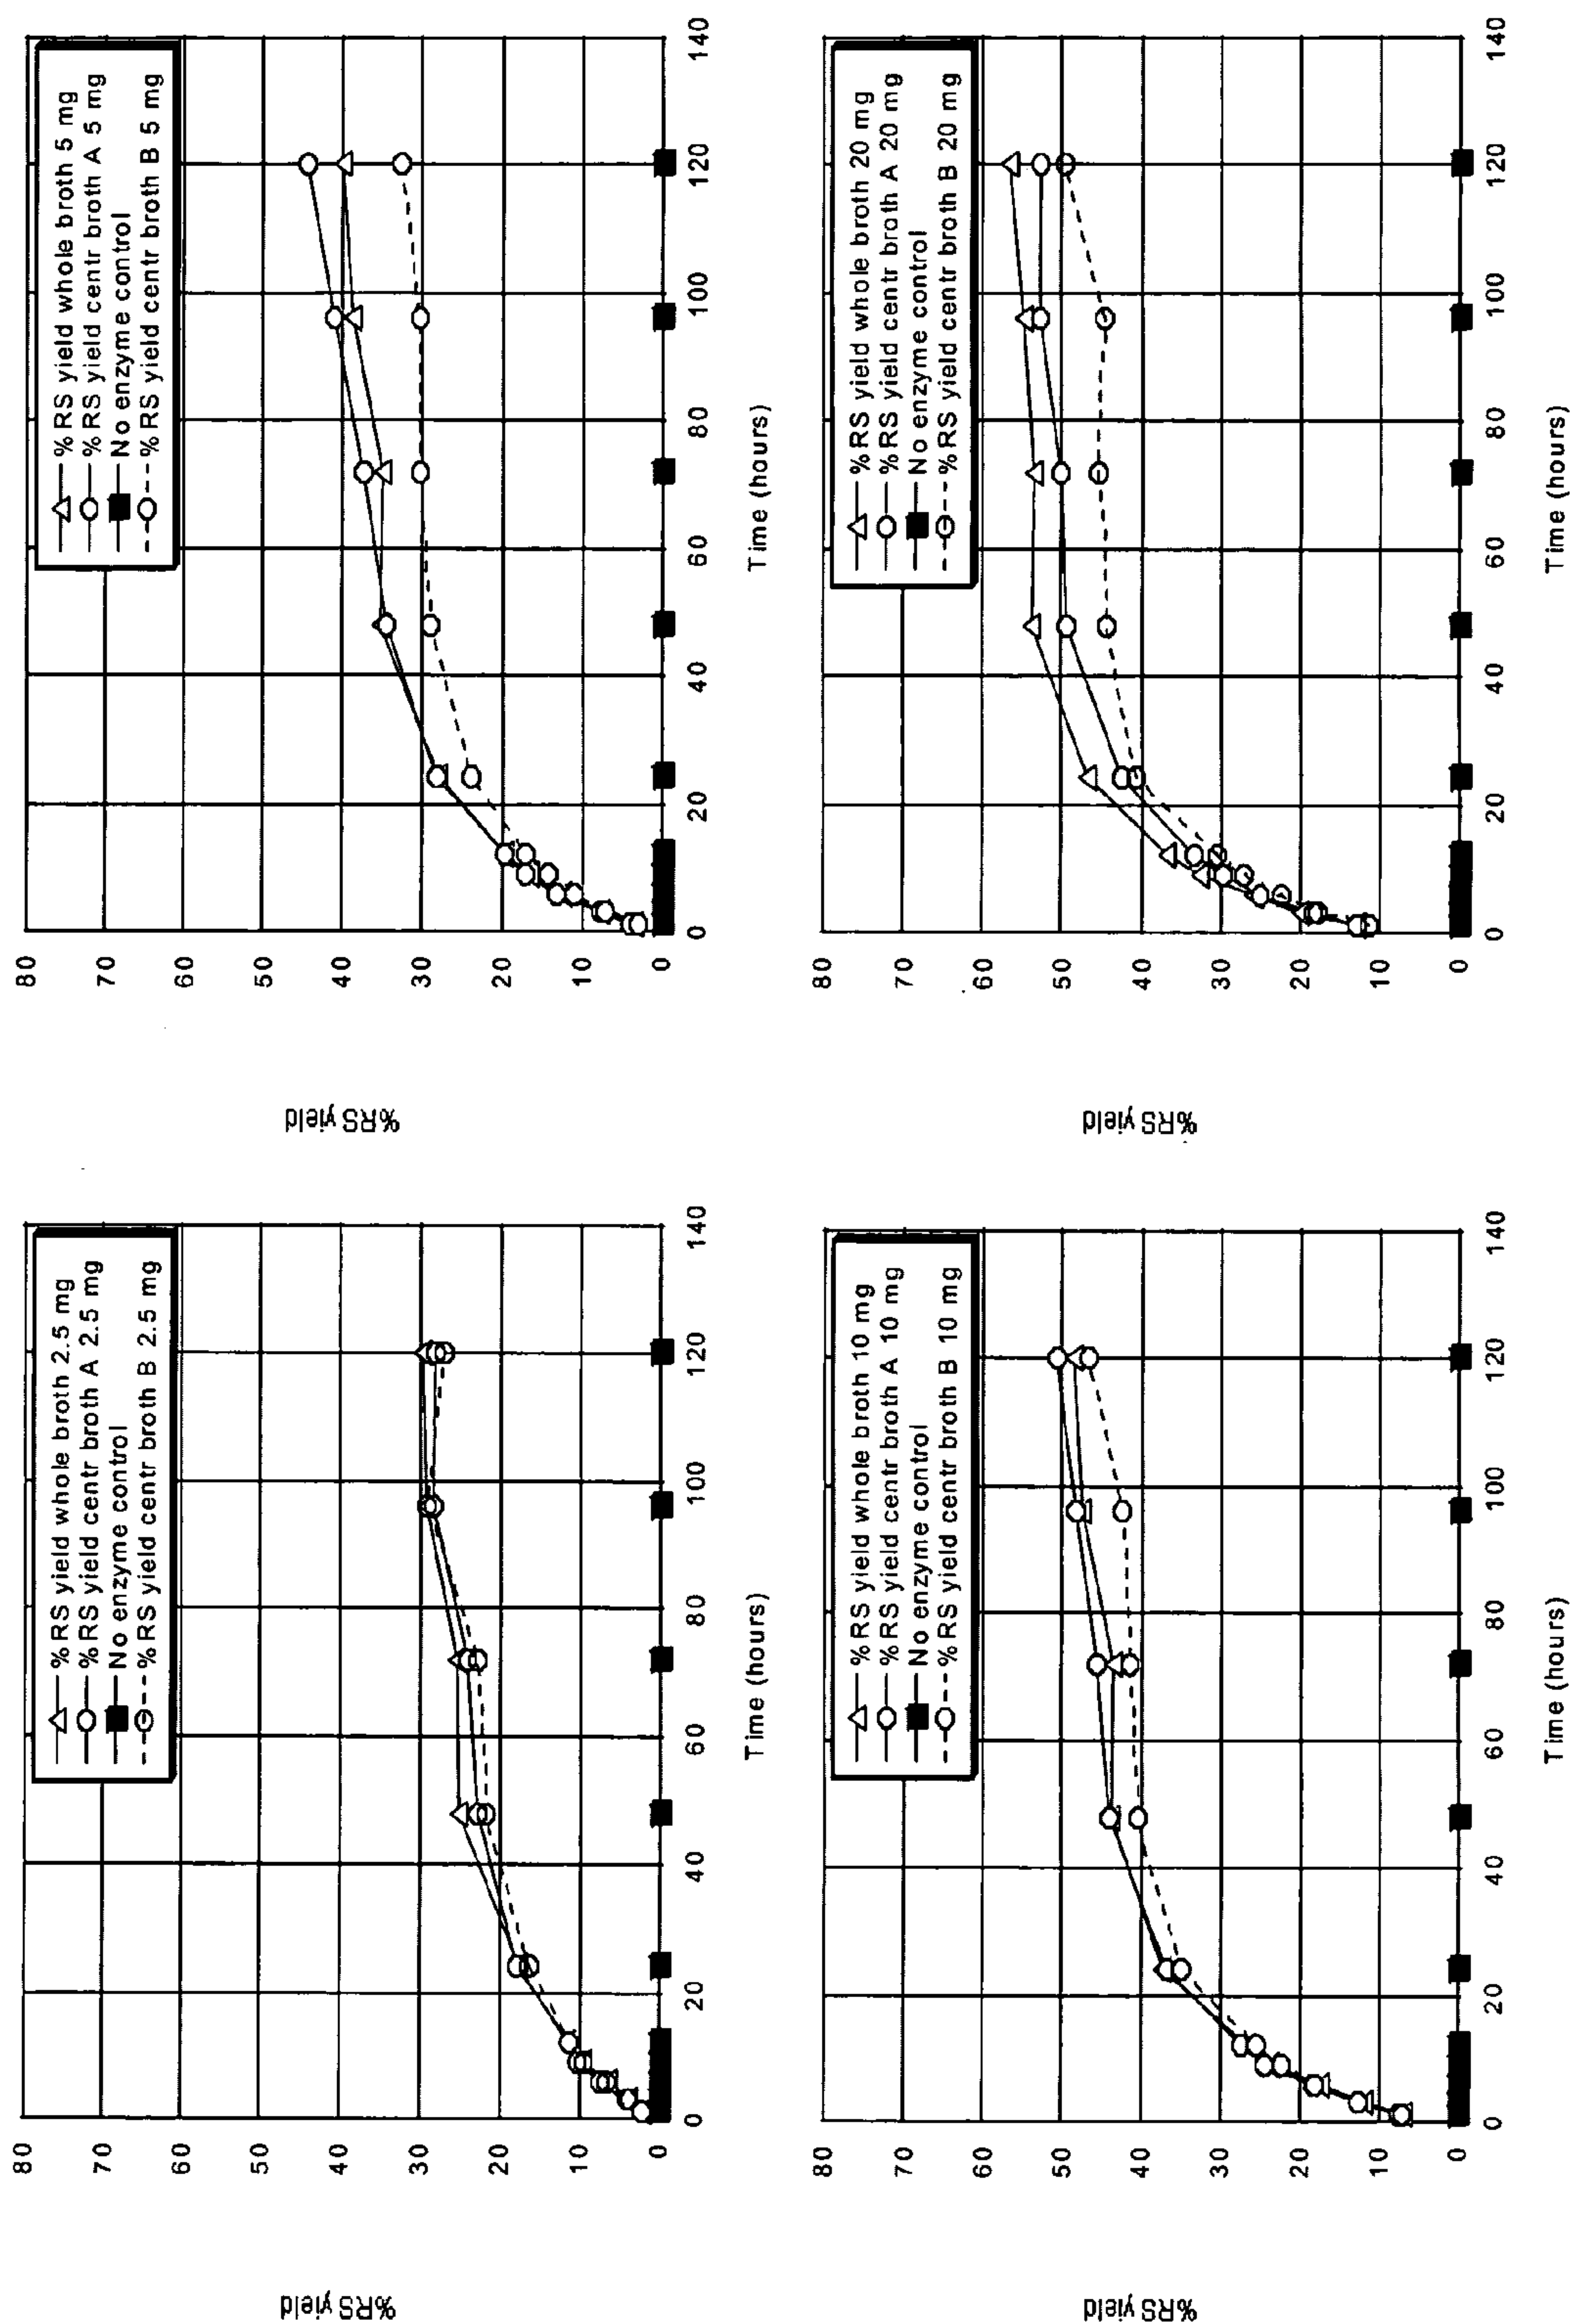 %RS yield whole broth 2.5 mg
%RS yield centr broth A 2.5 mg
No enzyme control
%RS yield centr broth B 2.5 mg
80
70
60
50
40
30
20
10
0
%RS yield
0
20
40
60
80
100
120
140
Time (hours)
%RS yield whole broth 5 mg
%RS yield centr broth A 5 mg
No enzyme control
%RS yield centr broth B 5 mg
80
70
60
50
40
30
20
10
0
%RS yield
0
20
40
60
80
100
120
140
Time (hours)
%RS yield whole broth 10 mg
%RS yield centr broth A 10 mg
No enzyme control
%RS yield centr broth B 10 mg
80
70
60
50
40
30
20
10
0
%RS yield
0
20
40
60
80
100
120
140
Time (hours)
%RS yield whole broth 20 mg
%RS yield centr broth A 20 mg
No enzyme control
%RS yield centr broth B 20 mg
80
70
60
50
40
30
20
10
0
%RS yield
0
20
40
60
80
100
120
140
Time (hours)